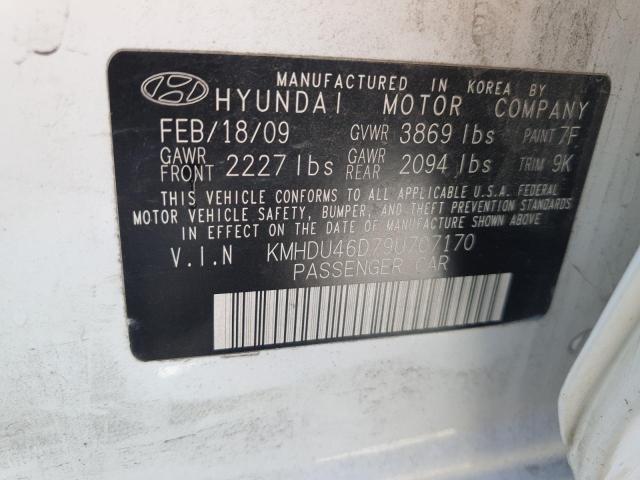 MANUFACTURED IN KOREA BY
HYUNDAI MOTOR COMPANY
FEB/18/09 GVWR 3869 lbs PAINT 7F
GAWR FRONT 2227 lbs GAWR REAR 2094 lbs TRIM 9K
THIS VEHICLE CONFORMS TO ALL APPLICABLE U.S.A. FEDERAL
MOTOR VEHICLE SAFETY, BUMPER, AND THEFT PREVENTION STANDARDS
IN EFFECT ON THE DATE OF MANUFACTURE SHOWN ABOVE.
V.I.N KMHDU46D79U707170
PASSENGER CAR